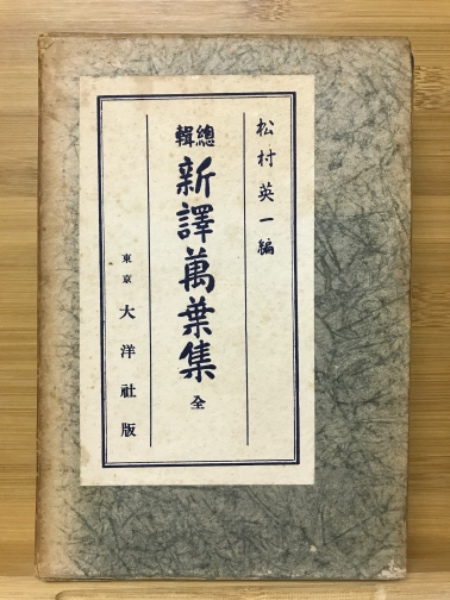 松村英一編
總輯 新譯萬葉集 全
東京 大洋社版